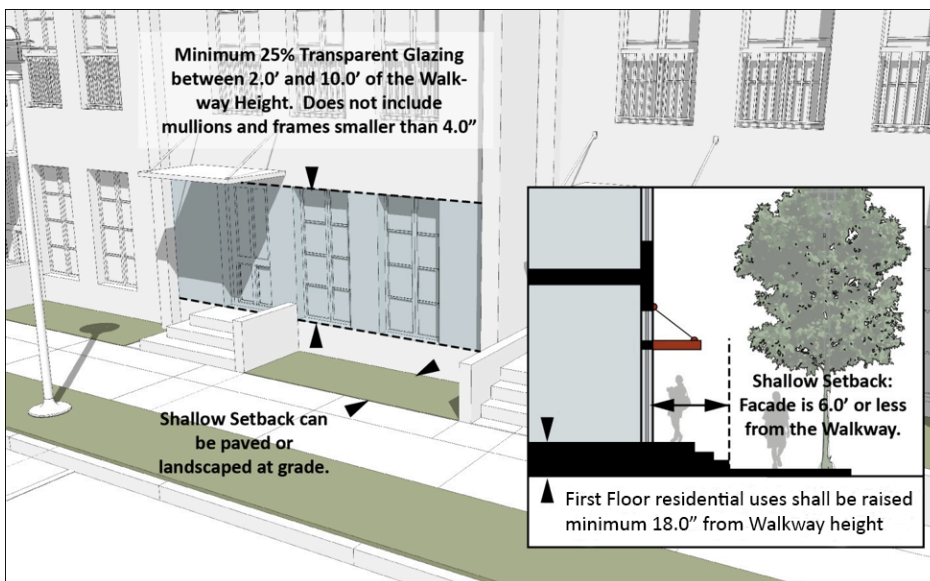 Minimum 25% Transparent Glazing
between 2.0’ and 10.0’ of the Walk-
way Height.  Does not include
mullions and frames smaller than 4.0”
Shallow Setback can
be paved or
landscaped at grade.
Shallow Setback:
Facade is 6.0’ or less
from the Walkway.
First Floor residential uses shall be raised
minimum 18.0” from Walkway height